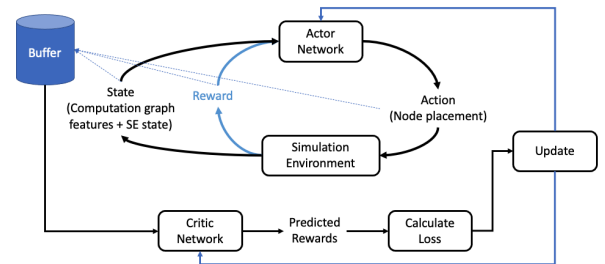 Buffer
Actor
Network
State
(Computation graph
features + SE state)
Reward
Action
(Node placement)
Simulation
Environment
Update
Critic
Network
Predicted
Rewards
Calculate
Loss